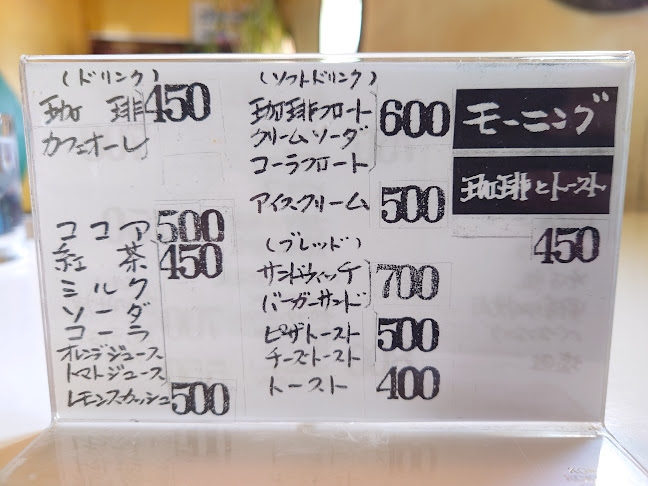 (ドリンク)
珈琲 450
カフェオーレ
ココア 500
紅茶 450
ミルク
ソーダ
コーラ
オレンヂジュース
トマトジュース
レモンスカッシュ 500
(ソフトドリンク)
珈琲フロート 600
クリームソーダ
コーラフロート
アイスクリーム 500
(ブレッド)
サンドウィッチ 700
バーガーサンド
ピザトースト 500
チーズトースト
トースト 400
モーニング
珈琲とトースト
450